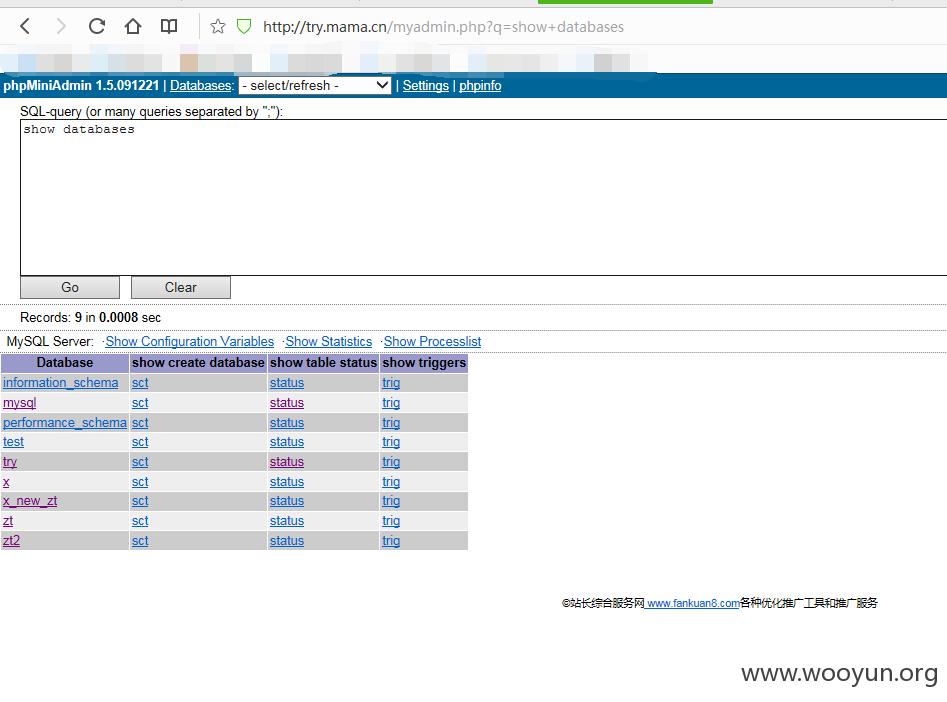 http://try.mama.cn/myadmin.php?q=show+databases
phpMiniAdmin 1.5.091221 | Databases: - select/refresh - | Settings | phpinfo
SQL-query (or many queries separated by ";"):
show databases
Go Clear
Records: 9 in 0.0008 sec
MySQL Server: ·Show Configuration Variables ·Show Statistics ·Show Processlist
Database show create database show table status show triggers
information_schema sct status trig
mysql sct status trig
performance_schema sct status trig
test sct status trig
try sct status trig
x sct status trig
x_new_zt sct status trig
zt sct status trig
zt2 sct status trig
©站长综合服务网 www.fankuan8.com各种优化推广工具和推广服务
www.wooyun.org